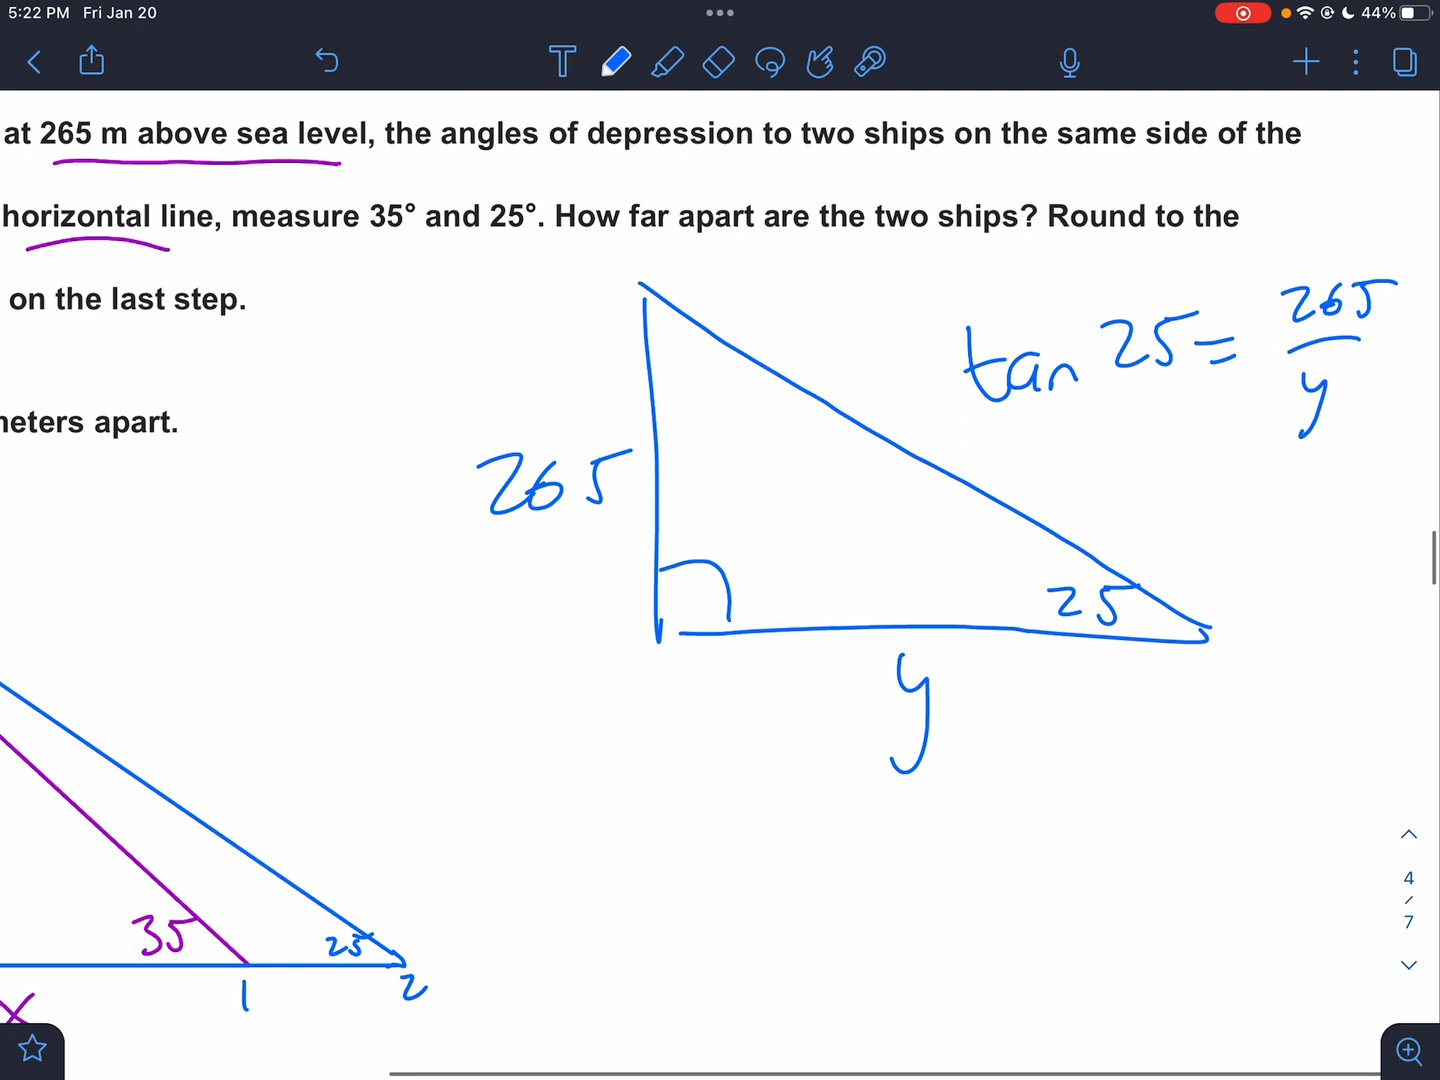 5:22 PM Fri Jan 20
44%
at 265 m above sea level, the angles of depression to two ships on the same side of the
horizontal line, measure 35° and 25°. How far apart are the two ships? Round to the
on the last step.
tan 25 = 265/y
meters apart.
265
25
y
4
/
7
35
25
1
2
x